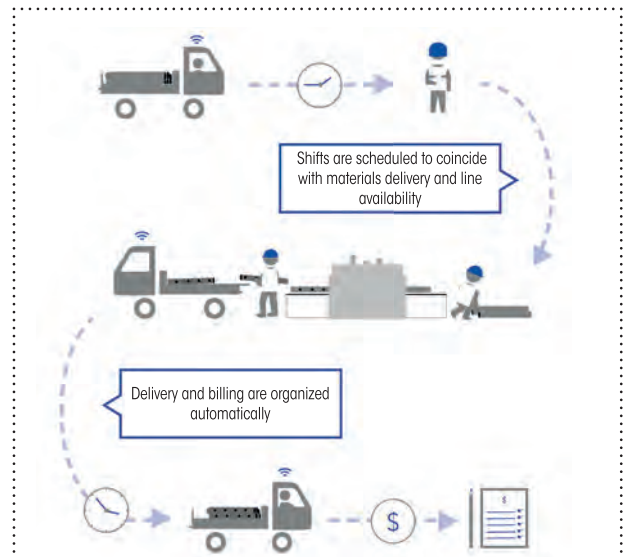 Shifts are scheduled to coincide
with materials delivery and line
availability
Delivery and billing are organized
automatically
$
$